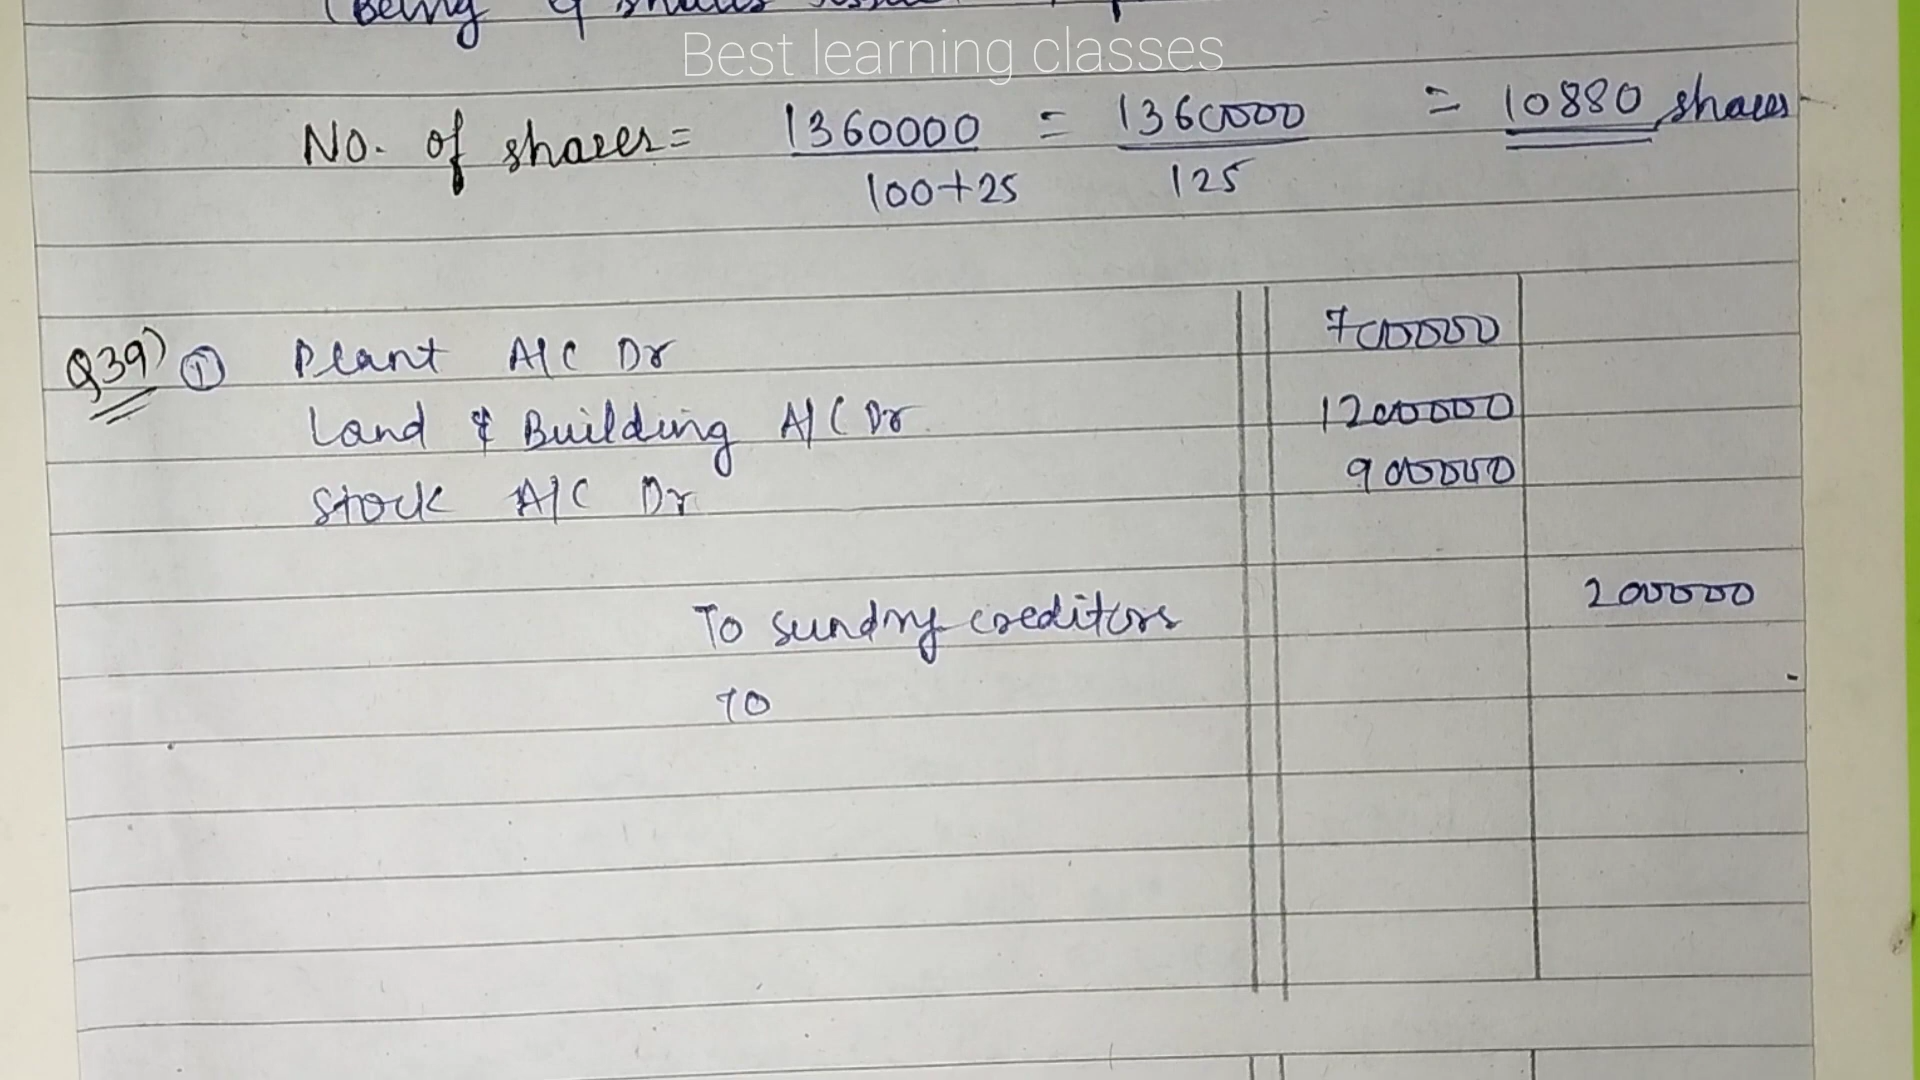 (Being
Best learning classes
No. of shares = 1360000 = 1360000 = 10880 shares
100+25 125
Q39) ① Plant A/C Dr 700000
Land & Building A/C Dr 1200000
Stock A/C Dr 900000
To sundry creditors 200000
To